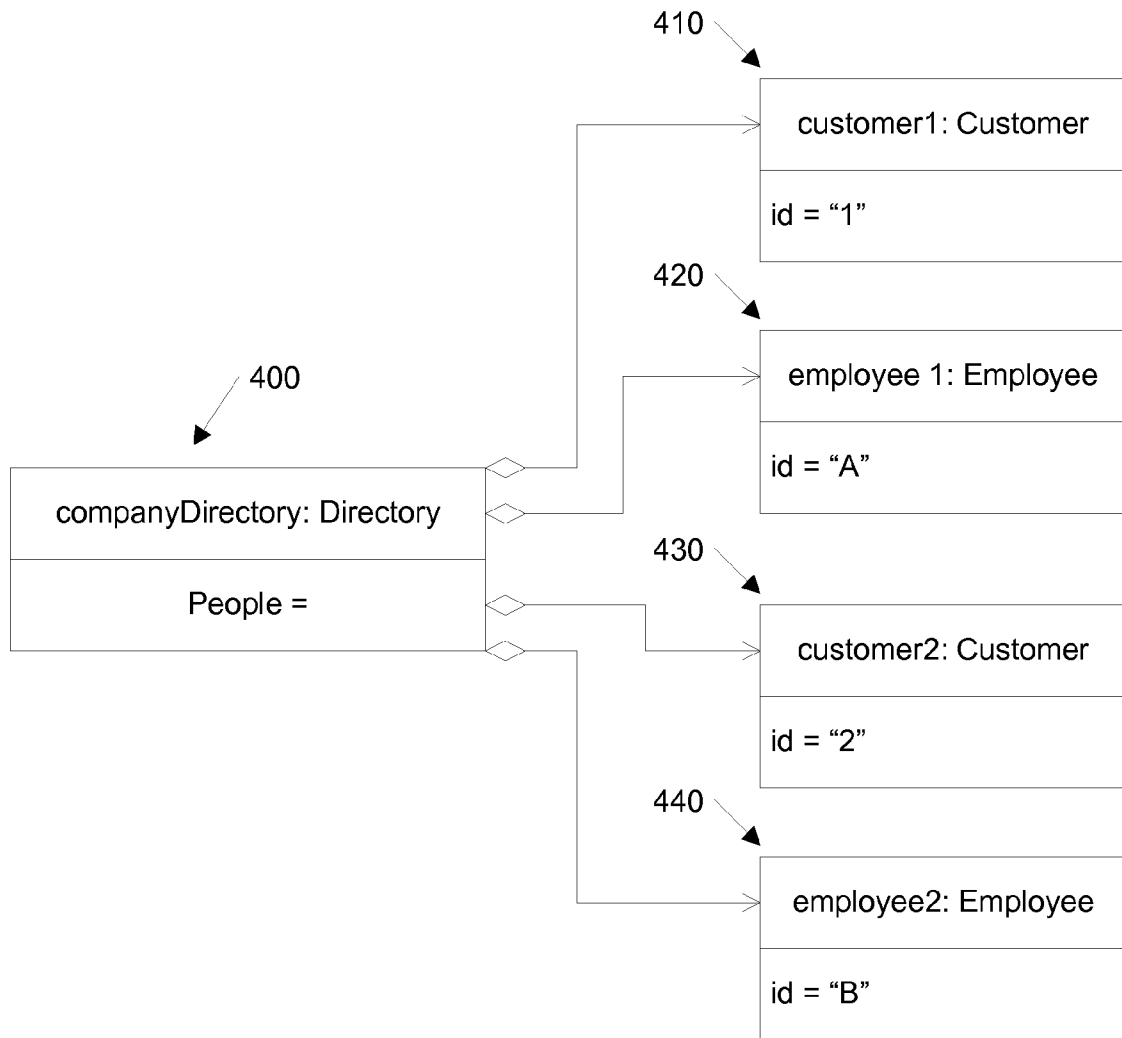 410
customer1: Customer
id = “1”
420
employee 1: Employee
id = “A”
400
companyDirectory: Directory
People =
430
customer2: Customer
id = “2”
440
employee2: Employee
id = “B”